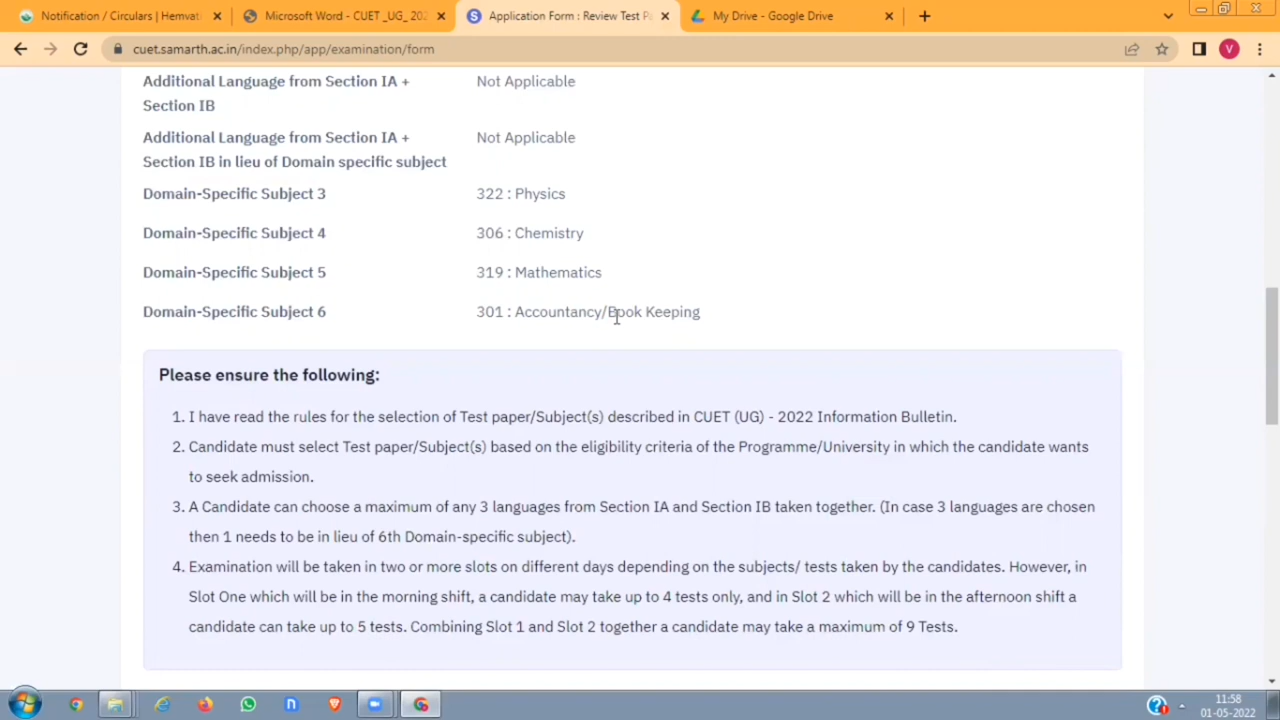 Notification / Circulars | Hemvati
Microsoft Word - CUET _UG_ 202
Application Form : Review Test Pa
My Drive - Google Drive
cuet.samarth.ac.in/index.php/app/examination/form
V
Additional Language from Section IA +
Section IB
Not Applicable
Additional Language from Section IA +
Section IB in lieu of Domain specific subject
Not Applicable
Domain-Specific Subject 3
322 : Physics
Domain-Specific Subject 4
306 : Chemistry
Domain-Specific Subject 5
319 : Mathematics
Domain-Specific Subject 6
301 : Accountancy/Book Keeping
Please ensure the following:
1. I have read the rules for the selection of Test paper/Subject(s) described in CUET (UG) - 2022 Information Bulletin.
2. Candidate must select Test paper/Subject(s) based on the eligibility criteria of the Programme/University in which the candidate wants
to seek admission.
3. A Candidate can choose a maximum of any 3 languages from Section IA and Section IB taken together. (In case 3 languages are chosen
then 1 needs to be in lieu of 6th Domain-specific subject).
4. Examination will be taken in two or more slots on different days depending on the subjects/ tests taken by the candidates. However, in
Slot One which will be in the morning shift, a candidate may take up to 4 tests only, and in Slot 2 which will be in the afternoon shift a
candidate can take up to 5 tests. Combining Slot 1 and Slot 2 together a candidate may take a maximum of 9 Tests.
11:58
01-05-2022